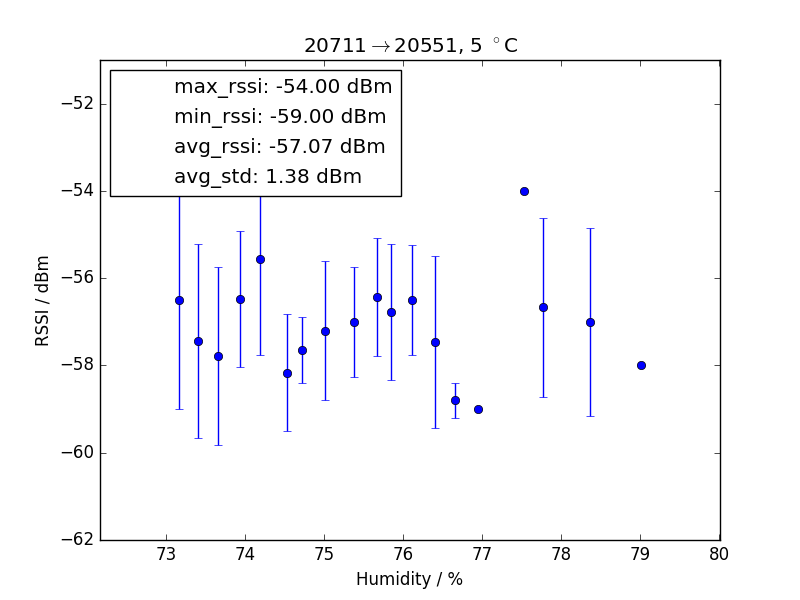 20711→20551, 5 °C
max_rssi: -54.00 dBm
min_rssi: -59.00 dBm
avg_rssi: -57.07 dBm
avg_std: 1.38 dBm
RSSI / dBm
−52
−54
−56
−58
−60
−62
73 74 75 76 77 78 79 80
Humidity / %